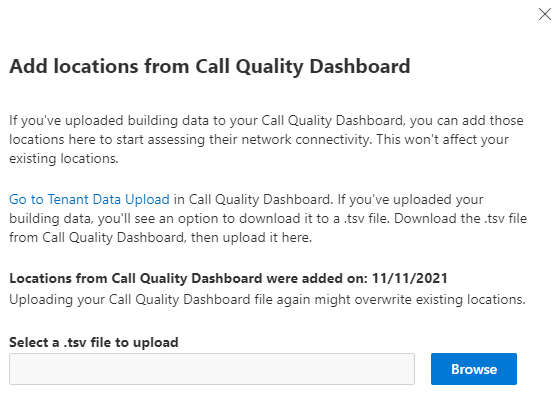 Add locations from Call Quality Dashboard
If you've uploaded building data to your Call Quality Dashboard, you can add those
locations here to start assessing their network connectivity. This won't affect your
existing locations.
Go to Tenant Data Upload in Call Quality Dashboard. If you've uploaded your
building data, you'll see an option to download it to a .tsv file. Download the .tsv file
from Call Quality Dashboard, then upload it here.
Locations from Call Quality Dashboard were added on: 11/11/2021
Uploading your Call Quality Dashboard file again might overwrite existing locations.
Select a .tsv file to upload
Browse